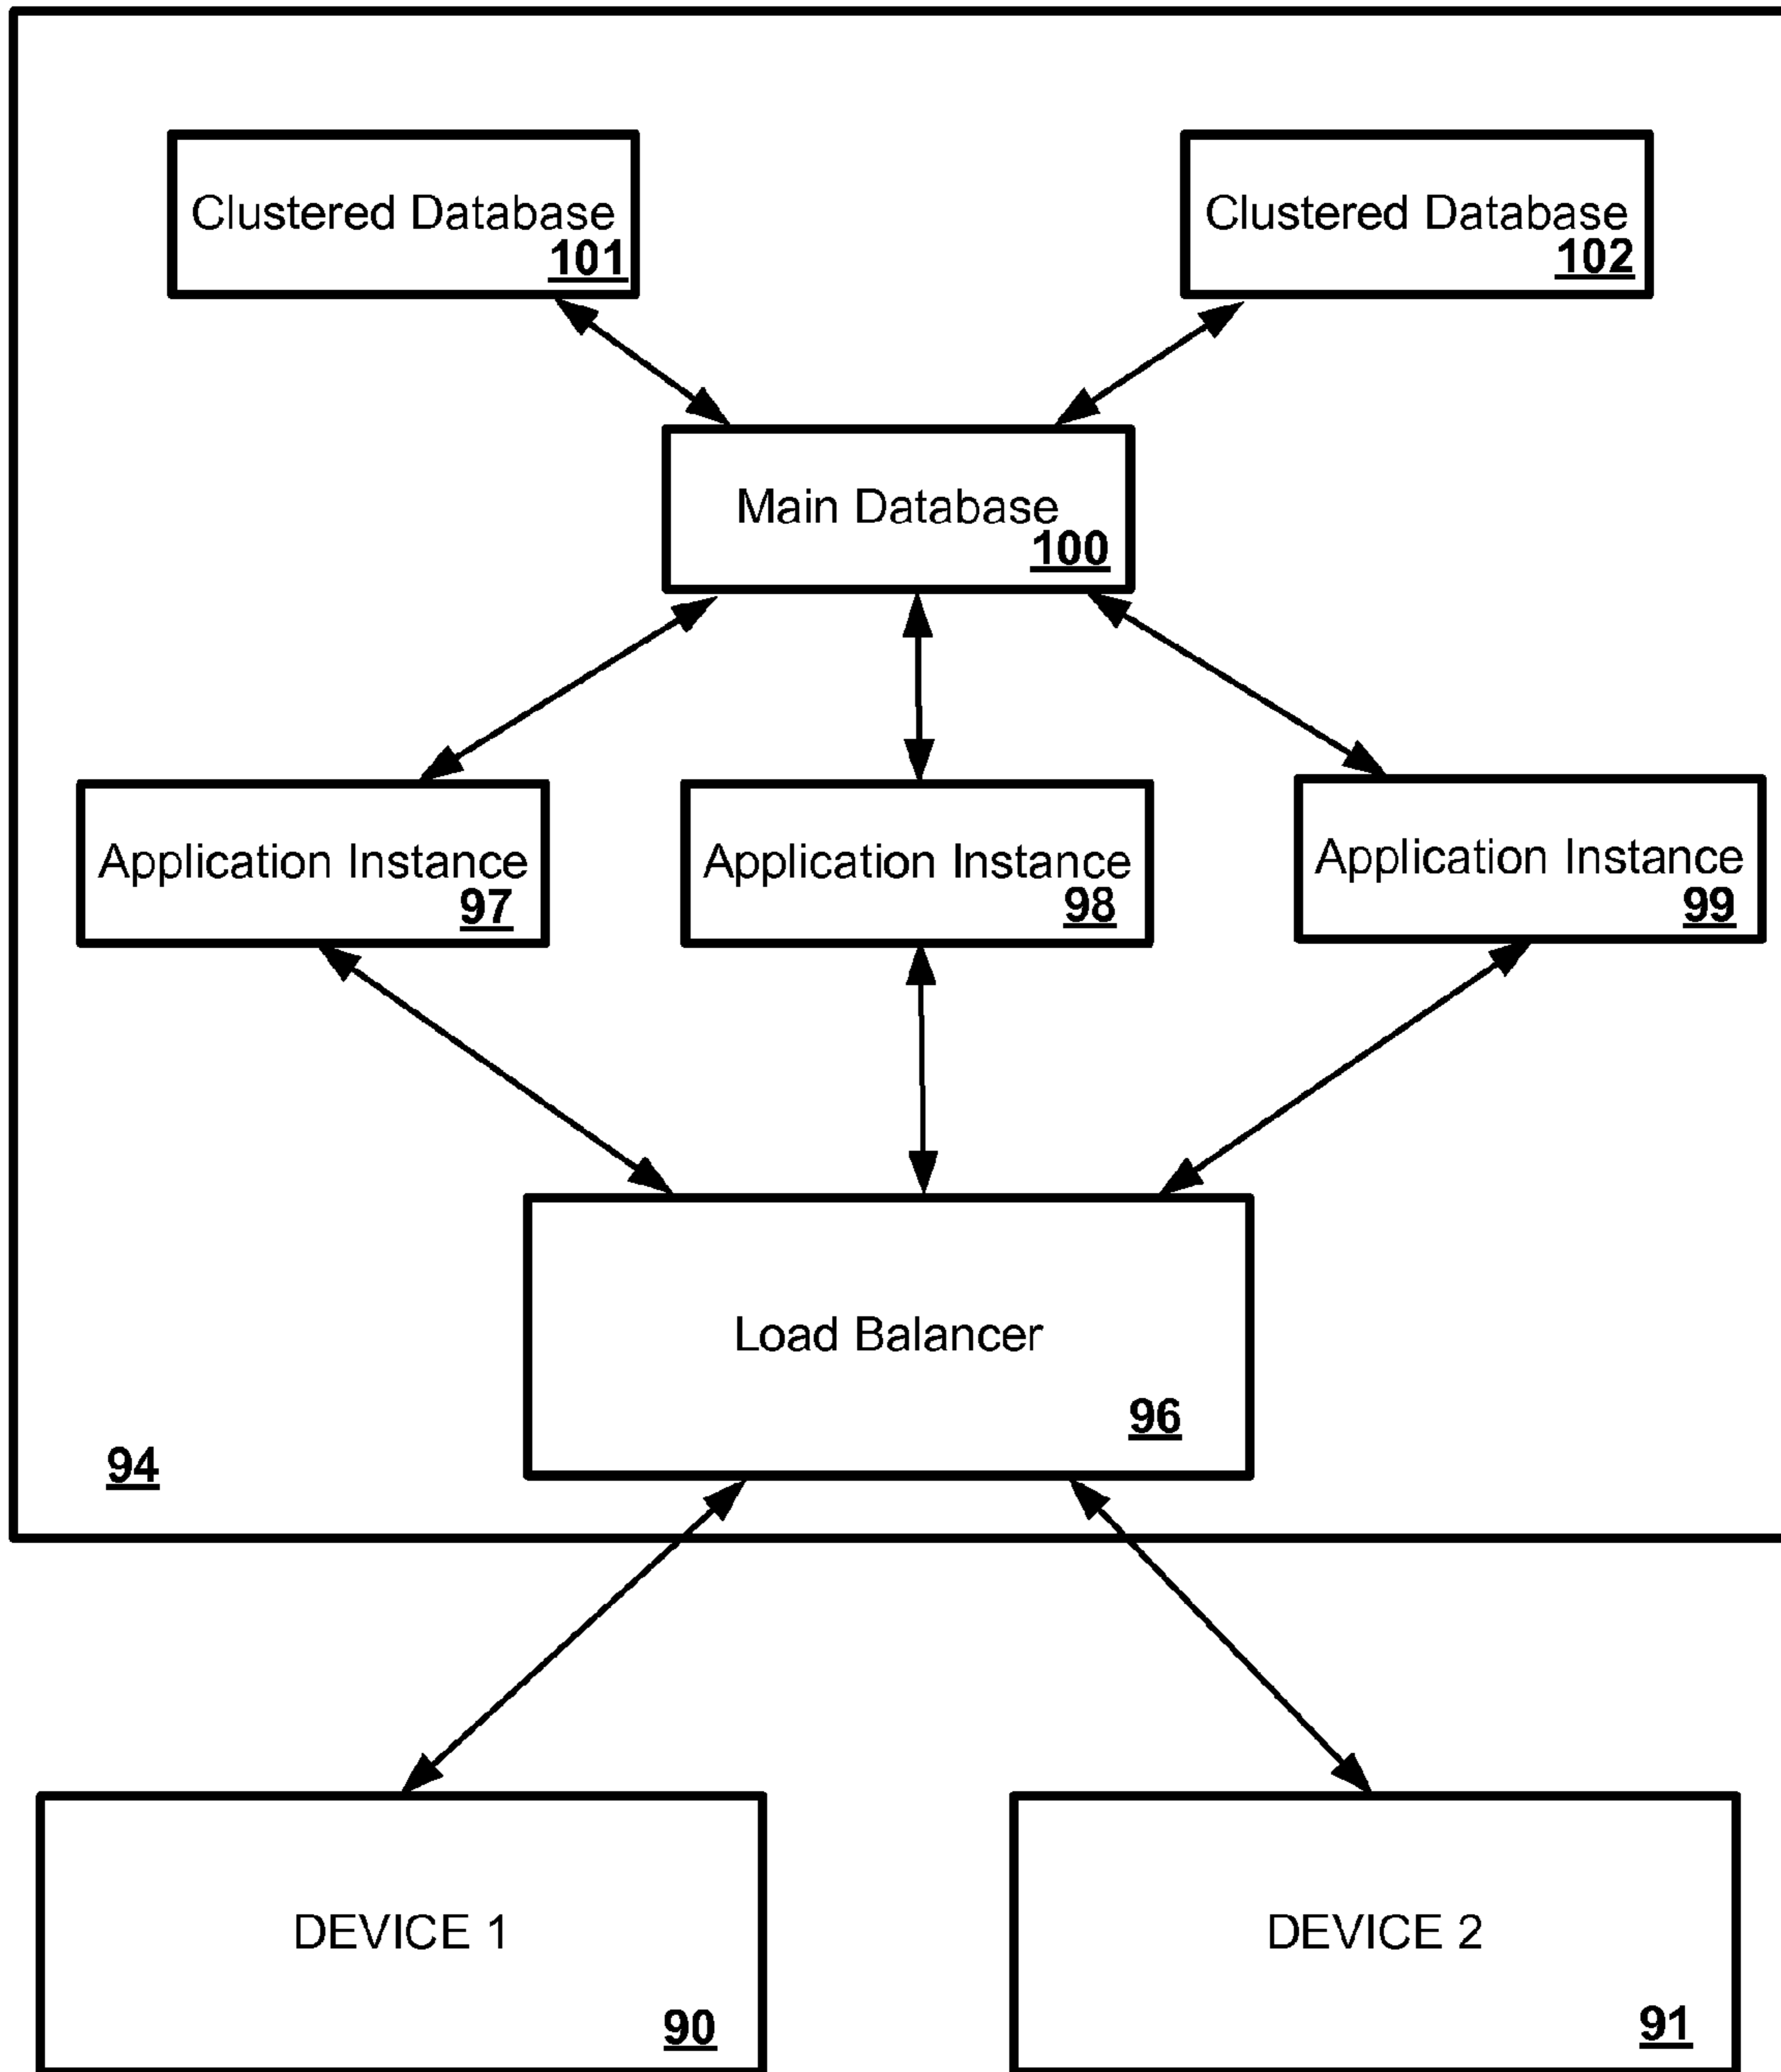 Clustered Database
101
Clustered Database
102
Main Database
100
Application Instance
97
Application Instance
98
Application Instance
99
Load Balancer
96
94
DEVICE 1
90
DEVICE 2
91